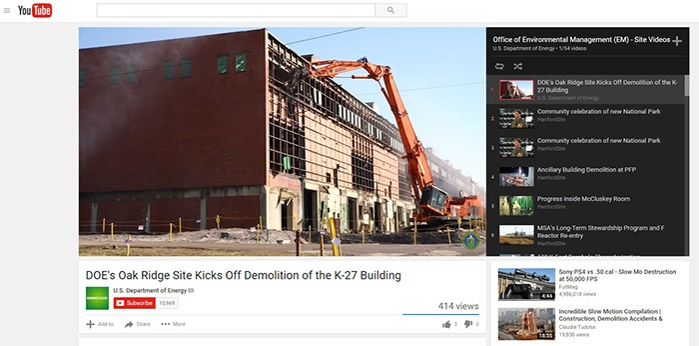 YouTube
Office of Environmental Management (EM) - Site Videos
U.S. Department of Energy • 1/54 videos
DOE's Oak Ridge Site Kicks Off Demolition of the K-
27 Building
U.S. Department of Energy
2
Community celebration of new National Park
HanfordSite
3
Community celebration of new National Park
HanfordSite
4
Ancillary Building Demolition at PFP
HanfordSite
5
Progress inside McCluskey Room
HanfordSite
6
MSA's Long-Term Stewardship Program and F
Reactor Re-entry
HanfordSite
DOE's Oak Ridge Site Kicks Off Demolition of the K-27 Building
U.S. Department of Energy
Subscribe
10,969
414 views
Add to
Share
More
3
0
Sony PS4 vs .50 cal - Slow Mo Destruction
at 50,000 FPS
FullMag
4,986,018 views
4:44
Incredible Slow Motion Compilation |
Construction, Demolition Accidents &
Claudia Tudose
19,836 views
18:35